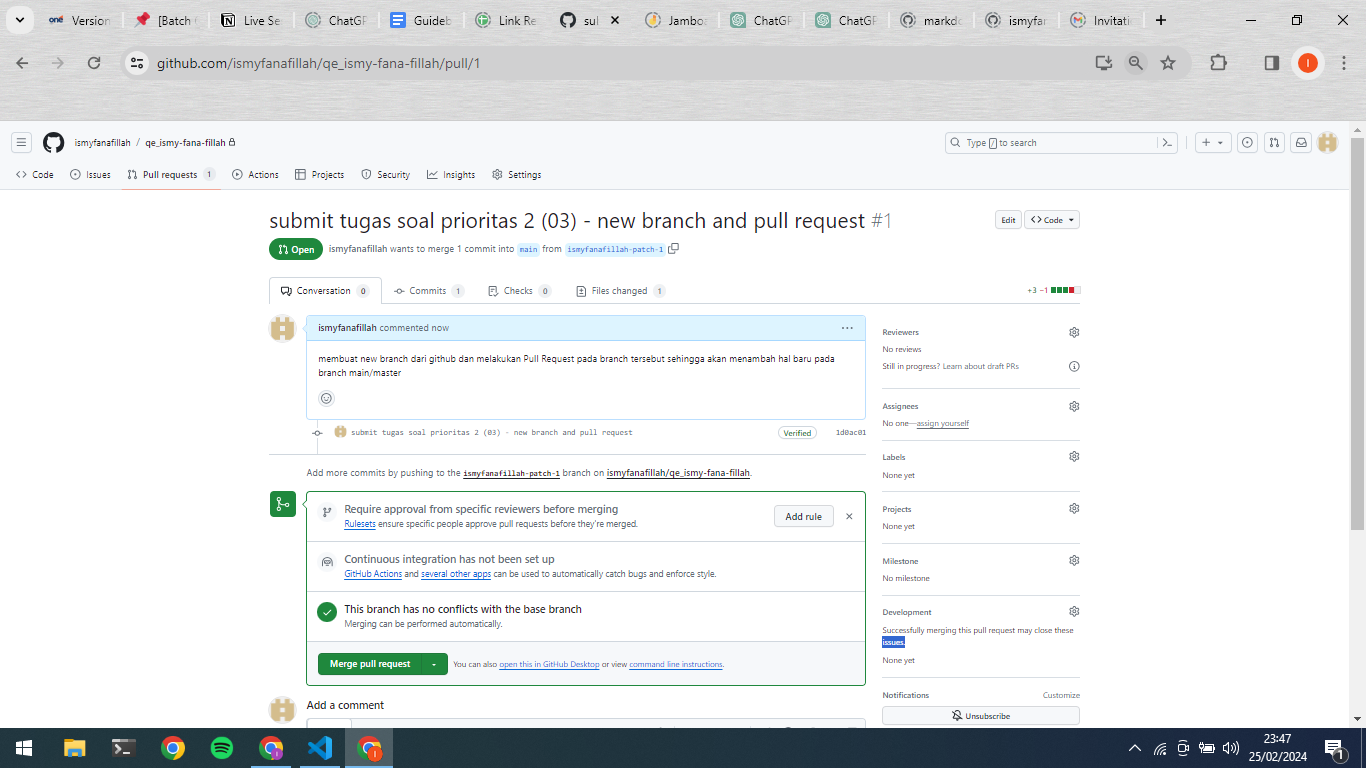 Version
[Batch
Live Se
ChatGP
Guideb
Link Re
sul
Jambo
ChatGP
ChatGP
markdo
ismyfar
Invitatio
github.com/ismyfanafillah/qe_ismy-fana-fillah/pull/1
I
ismyfanafillah / qe_ismy-fana-fillah
Type / to search
Code
Issues
Pull requests 1
Actions
Projects
Security
Insights
Settings
submit tugas soal prioritas 2 (03) - new branch and pull request #1
Edit
Code
Open
ismyfanafillah wants to merge 1 commit into main from ismyfanafillah-patch-1
Conversation 0
Commits 1
Checks 0
Files changed 1
+3 −1
ismyfanafillah commented now
membuat new branch dari github dan melakukan Pull Request pada branch tersebut sehingga akan menambah hal baru pada
branch main/master
submit tugas soal prioritas 2 (03) - new branch and pull request
Verified
1d0ac01
Add more commits by pushing to the ismyfanafillah-patch-1 branch on ismyfanafillah/qe_ismy-fana-fillah.
Require approval from specific reviewers before merging
Rulesets ensure specific people approve pull requests before they're merged.
Add rule
Continuous integration has not been set up
GitHub Actions and several other apps can be used to automatically catch bugs and enforce style.
This branch has no conflicts with the base branch
Merging can be performed automatically.
Merge pull request
You can also open this in GitHub Desktop or view command line instructions.
Add a comment
Reviewers
No reviews
Still in progress? Learn about draft PRs
Assignees
No one—assign yourself
Labels
None yet
Projects
None yet
Milestone
No milestone
Development
Successfully merging this pull request may close these
issues.
None yet
Notifications
Customize
Unsubscribe
23:47
25/02/2024
1